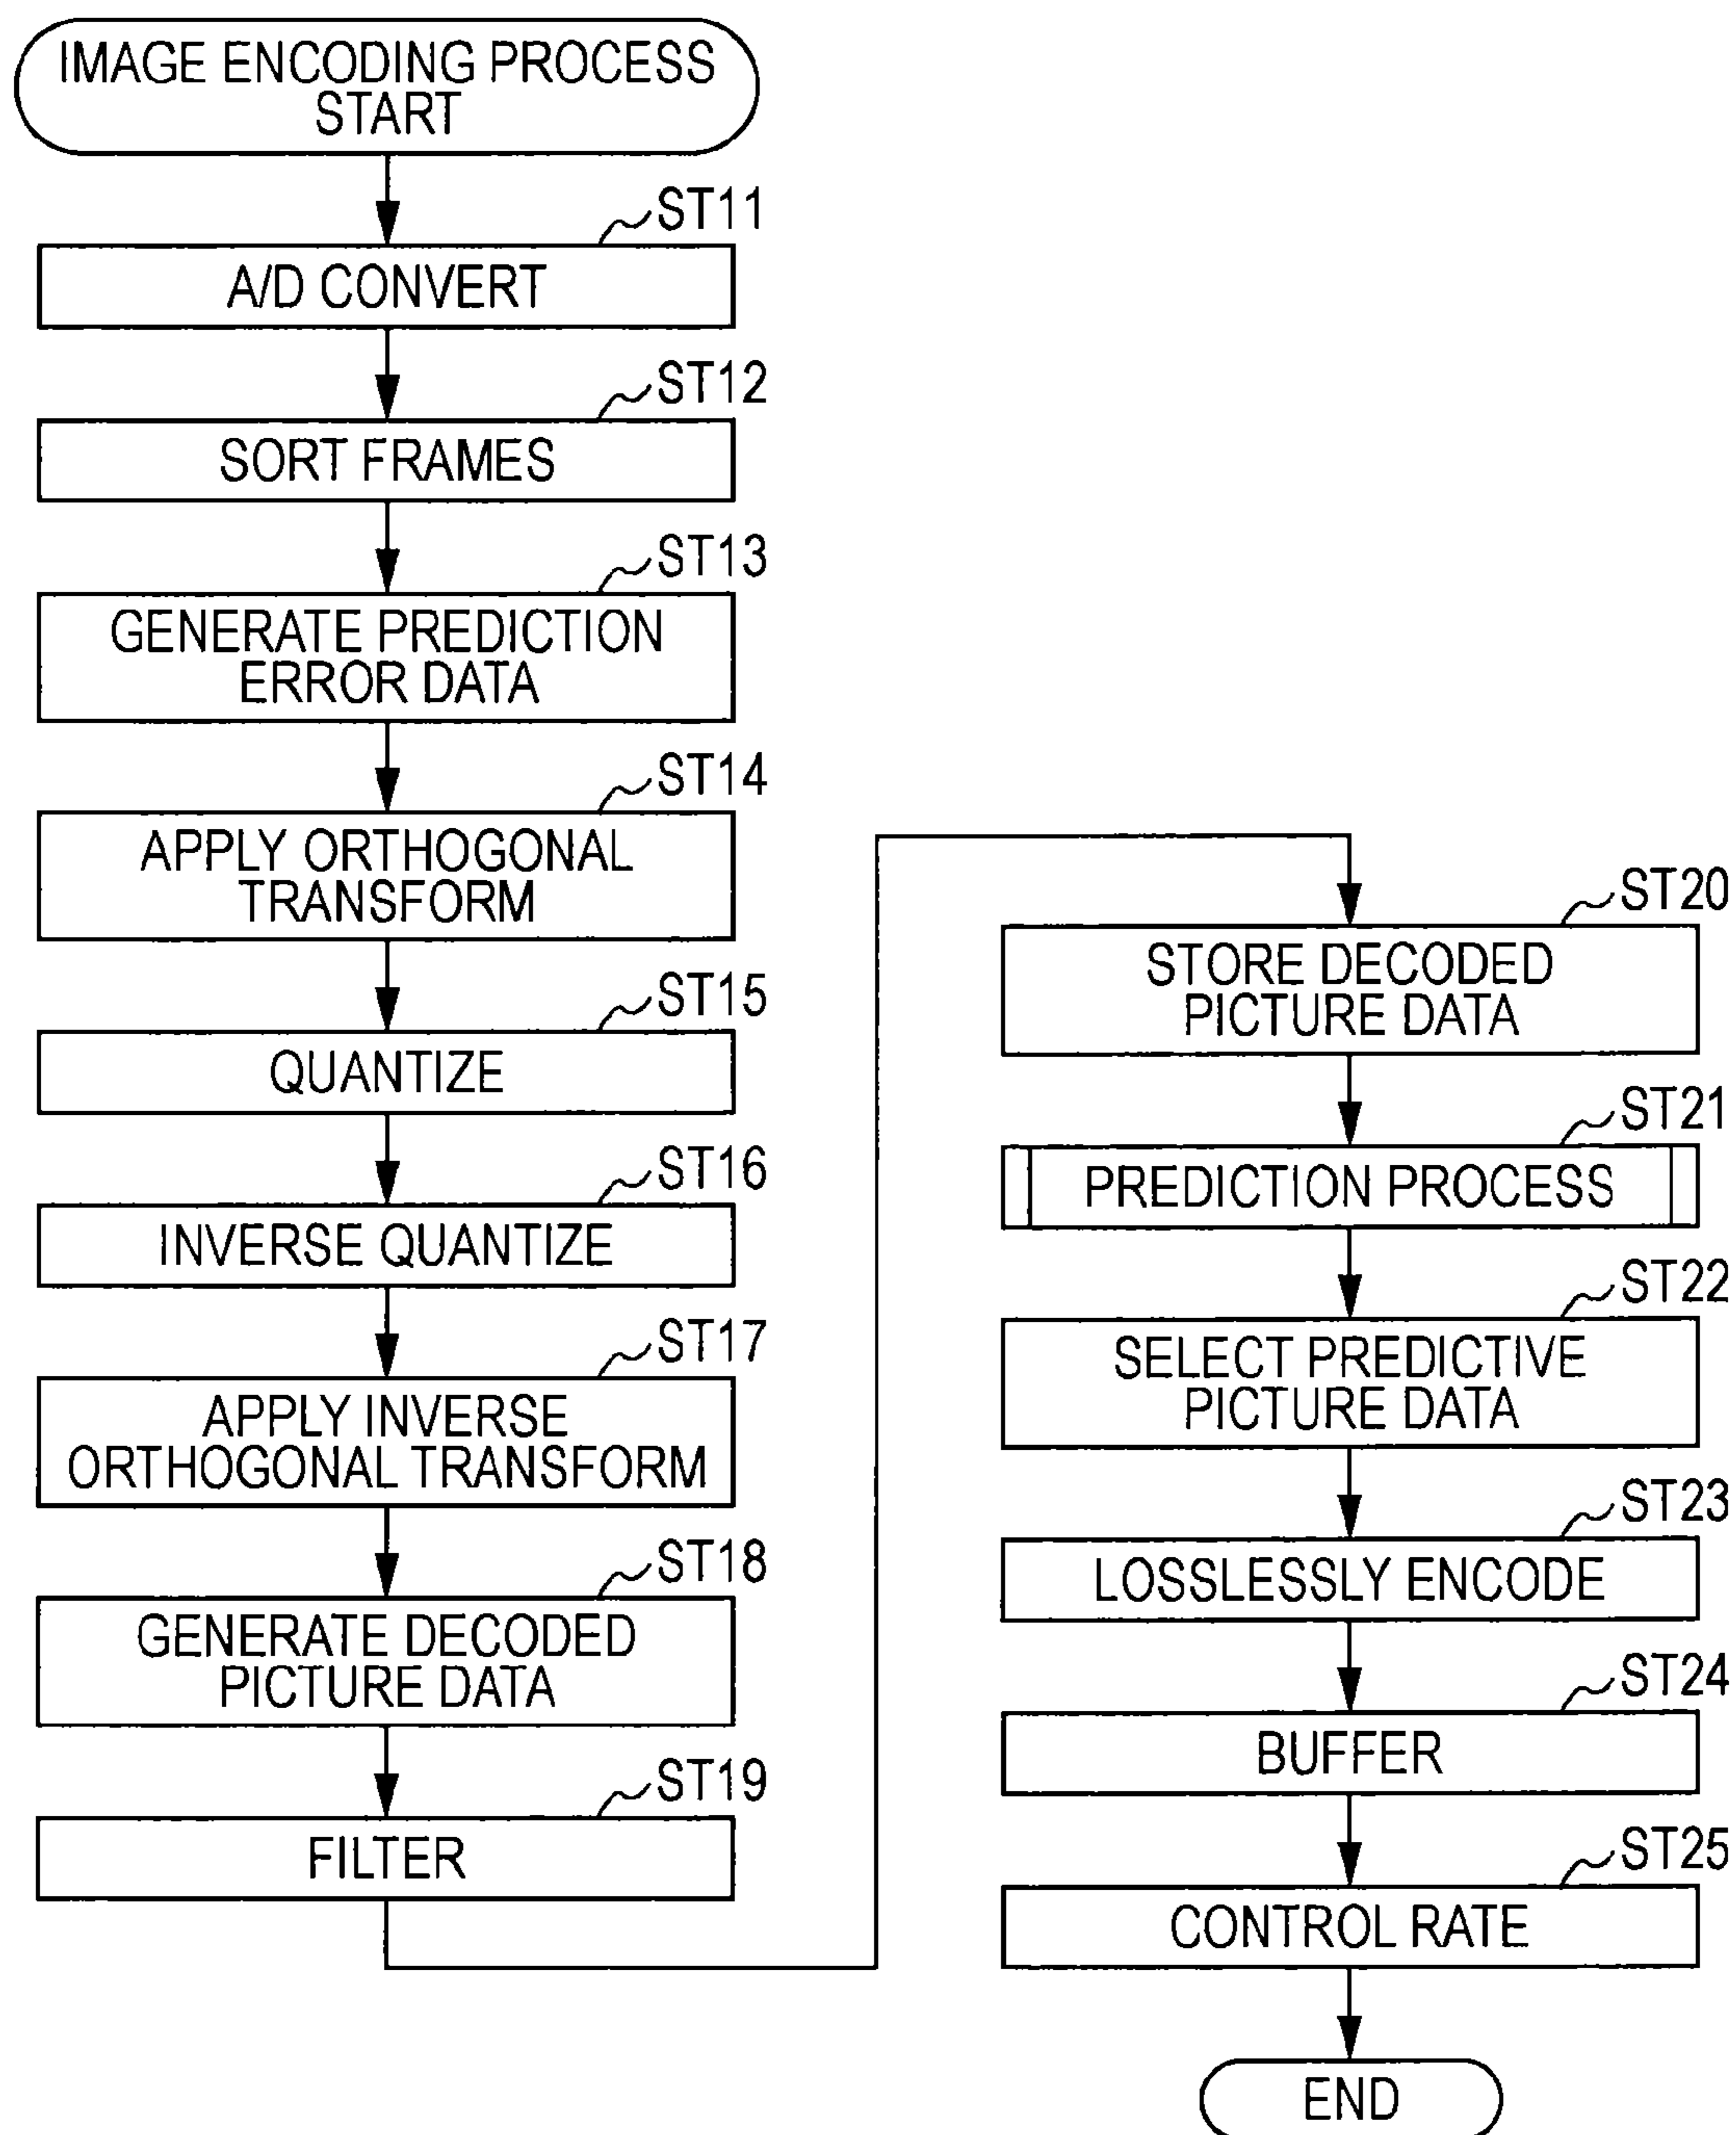 IMAGE ENCODING PROCESS
START
ST11
A/D CONVERT
ST12
SORT FRAMES
ST13
GENERATE PREDICTION
ERROR DATA
ST14
APPLY ORTHOGONAL
TRANSFORM
ST15
QUANTIZE
ST16
INVERSE QUANTIZE
ST17
APPLY INVERSE
ORTHOGONAL TRANSFORM
ST18
GENERATE DECODED
PICTURE DATA
ST19
FILTER
ST20
STORE DECODED
PICTURE DATA
ST21
PREDICTION PROCESS
ST22
SELECT PREDICTIVE
PICTURE DATA
ST23
LOSSLESSLY ENCODE
ST24
BUFFER
ST25
CONTROL RATE
END